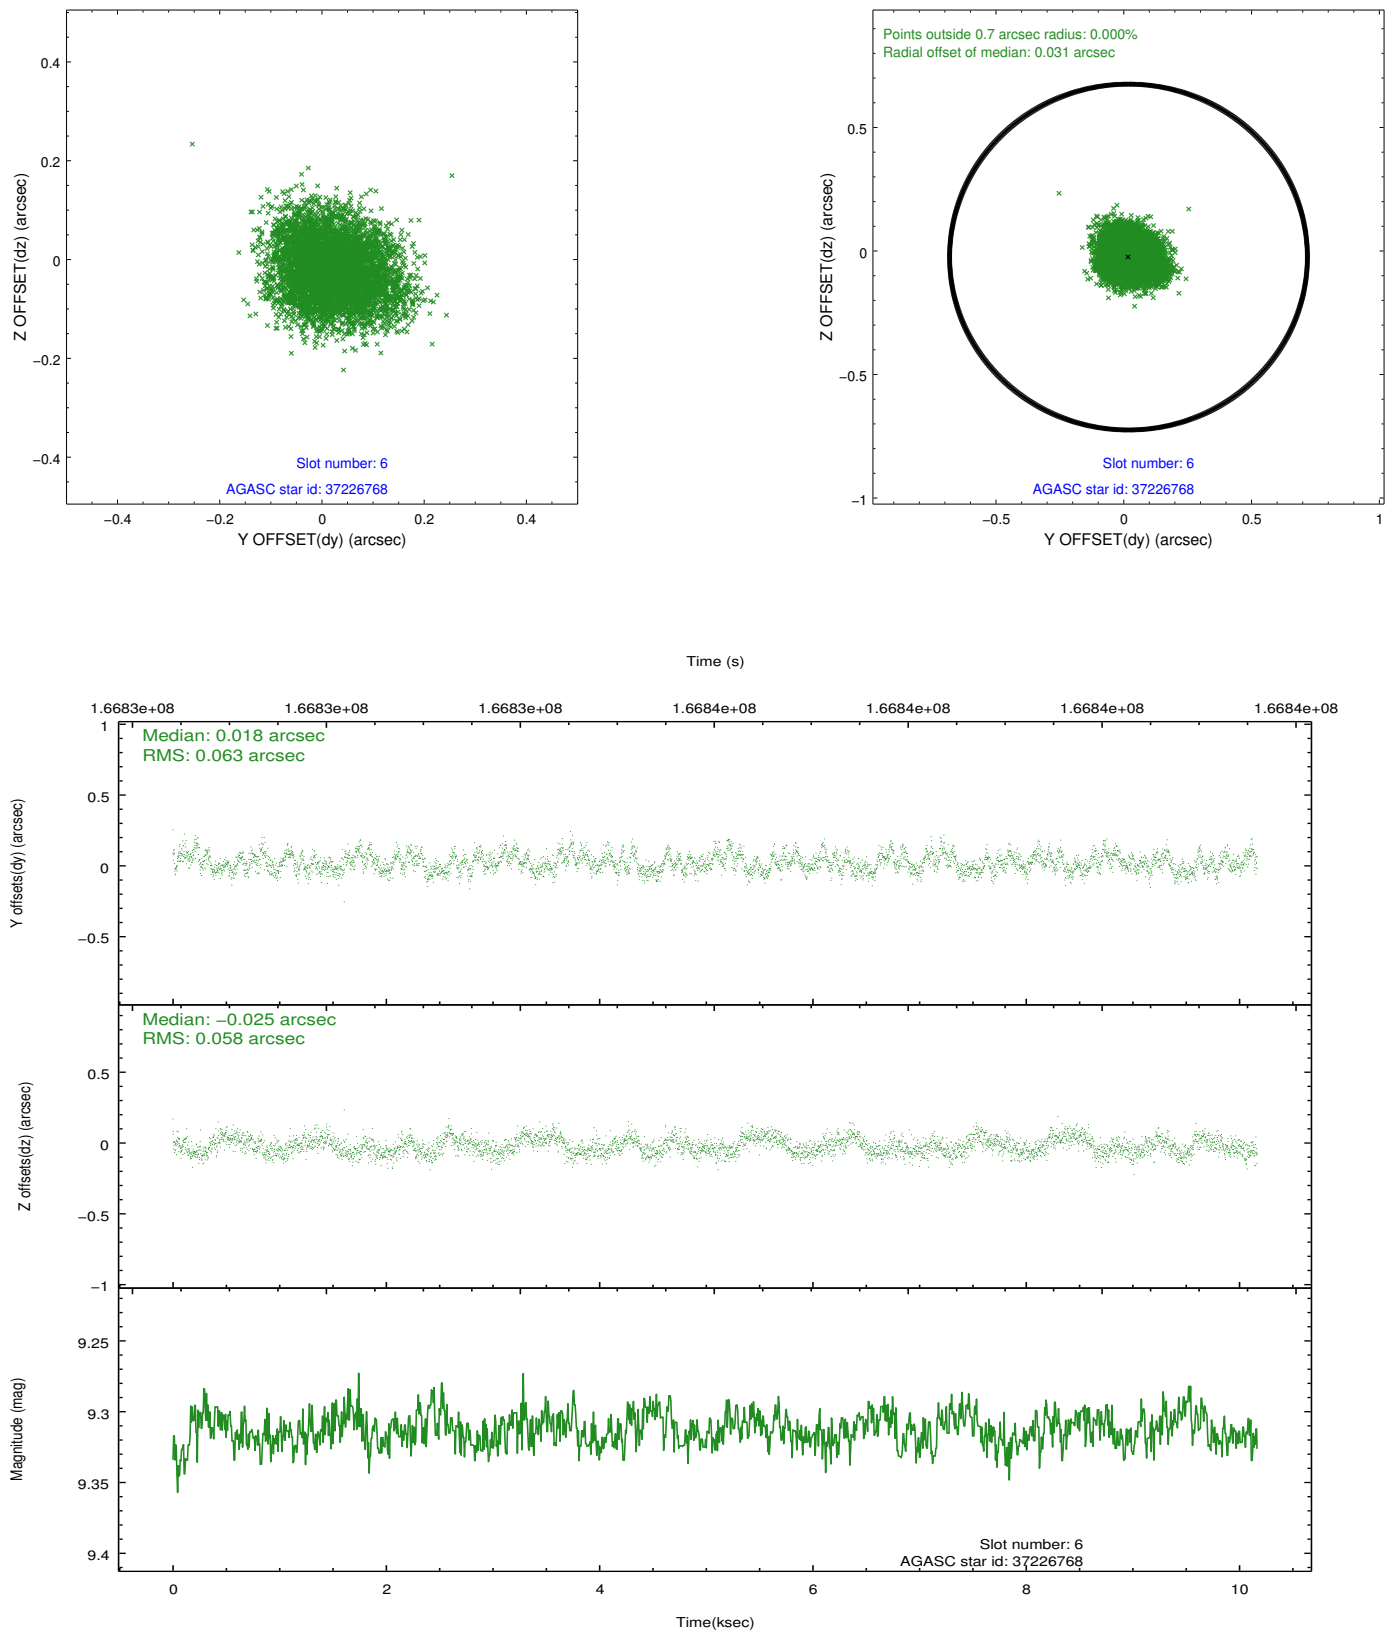 0.4
0.2
0
−0.2
−0.4
Z OFFSET(dz) (arcsec)
Slot number: 6
AGASC star id: 37226768
−0.4 −0.2 0 0.2 0.4
Y OFFSET(dy) (arcsec)
Points outside 0.7 arcsec radius: 0.000%
Radial offset of median: 0.031 arcsec
0.5
0
−0.5
−1
Z OFFSET(dz) (arcsec)
Slot number: 6
AGASC star id: 37226768
−0.5 0 0.5 1
Y OFFSET(dy) (arcsec)
Time (s)
1.6683e+08 1.6683e+08 1.6683e+08 1.6684e+08 1.6684e+08 1.6684e+08 1.6684e+08
Median: 0.018 arcsec
RMS: 0.063 arcsec
1
0.5
0
−0.5
Y offsets(dy) (arcsec)
Median: −0.025 arcsec
RMS: 0.058 arcsec
0.5
0
−0.5
−1
Z offsets(dz) (arcsec)
9.25
9.3
9.35
9.4
Magnitude (mag)
Slot number: 6
AGASC star id: 37226768
0 2 4 6 8 10
Time(ksec)